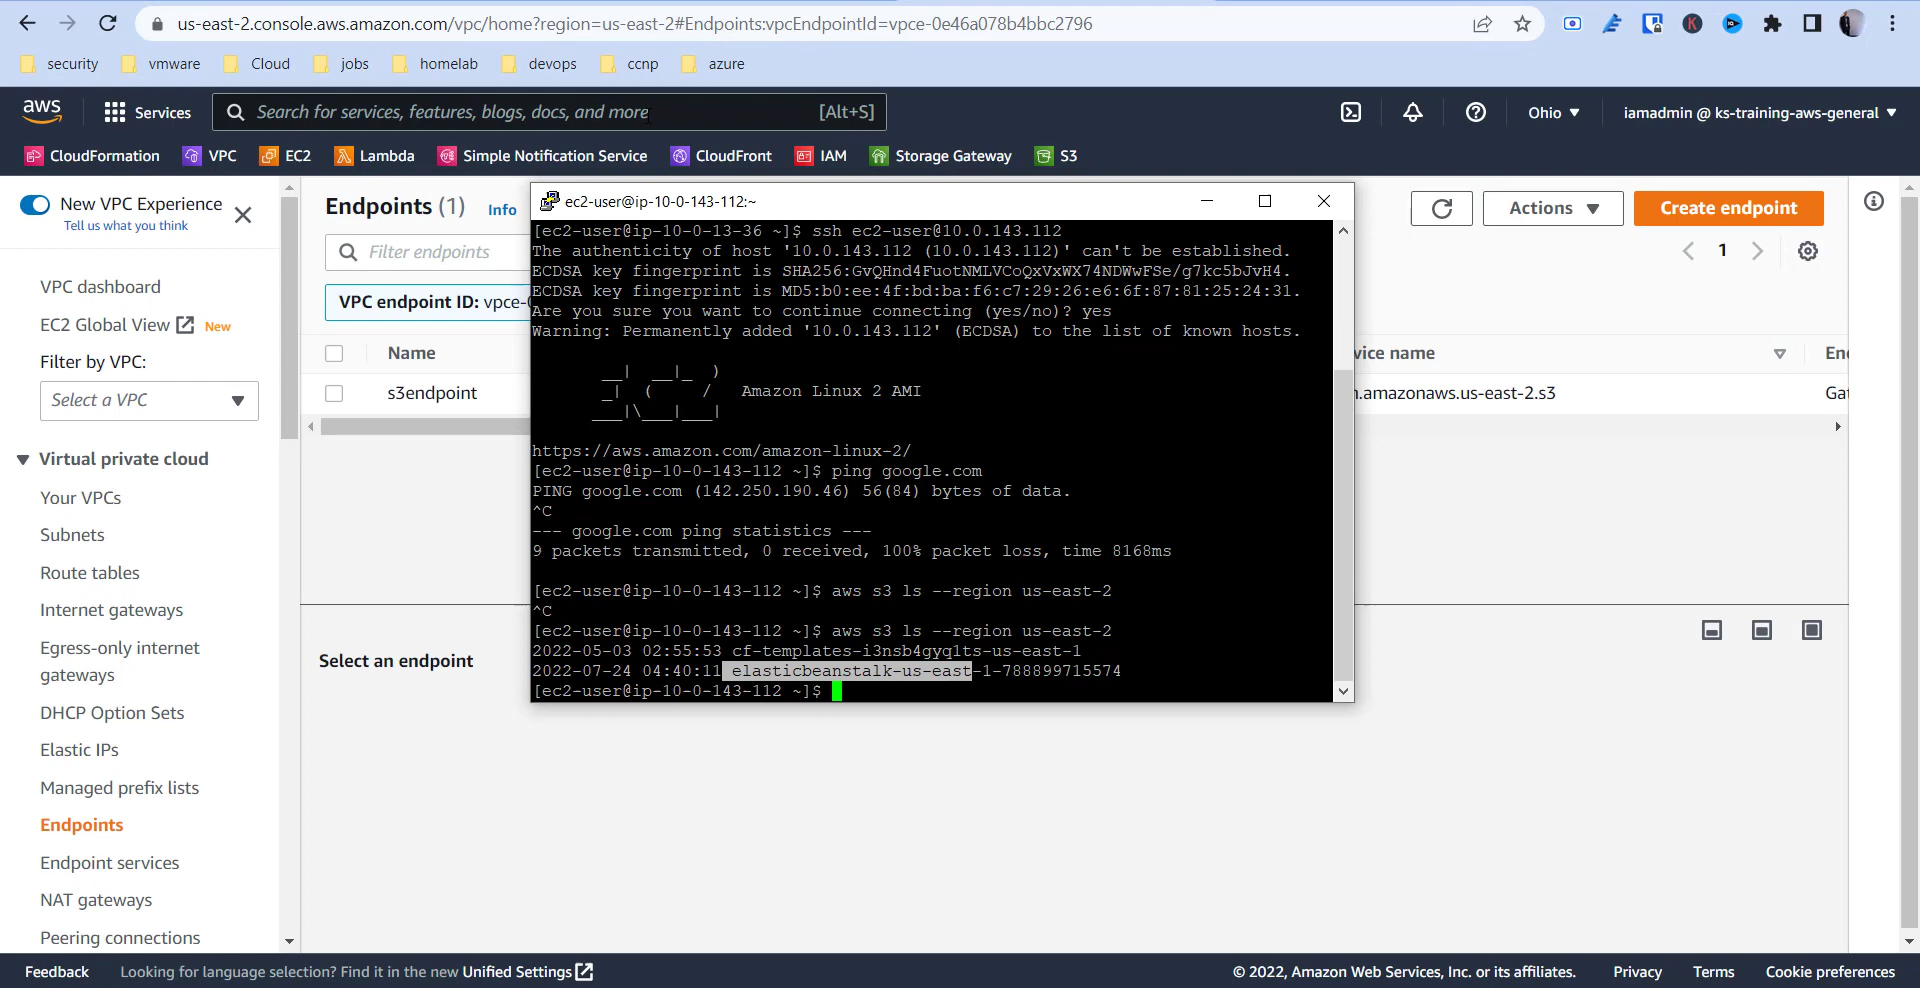 us-east-2.console.aws.amazon.com/vpc/home?region=us-east-2#Endpoints:vpcEndpointId=vpce-0e46a078b4bbc2796
security vmware Cloud jobs homelab devops ccnp azure
aws Services Search for services, features, blogs, docs, and more [Alt+S] Ohio iamadmin @ ks-training-aws-general
CloudFormation VPC EC2 Lambda Simple Notification Service CloudFront IAM Storage Gateway S3
New VPC Experience
Tell us what you think
VPC dashboard
EC2 Global View New
Filter by VPC:
Select a VPC
Virtual private cloud
Your VPCs
Subnets
Route tables
Internet gateways
Egress-only internet
gateways
DHCP Option Sets
Elastic IPs
Managed prefix lists
Endpoints
Endpoint services
NAT gateways
Peering connections
Endpoints (1) Info
Actions Create endpoint
Filter endpoints
1
VPC endpoint ID: vpce-0
Name vice name En
s3endpoint .amazonaws.us-east-2.s3 Ga
Select an endpoint
ec2-user@ip-10-0-143-112:~
[ec2-user@ip-10-0-13-36 ~]$ ssh ec2-user@10.0.143.112
The authenticity of host '10.0.143.112 (10.0.143.112)' can't be established.
ECDSA key fingerprint is SHA256:GvQHnd4FuotNMLVCoQxVxWX74NDWwFSe/g7kc5bJvH4.
ECDSA key fingerprint is MD5:b0:ee:4f:bd:ba:f6:c7:29:26:e6:6f:87:81:25:24:31.
Are you sure you want to continue connecting (yes/no)? yes
Warning: Permanently added '10.0.143.112' (ECDSA) to the list of known hosts.
__| __|_ )
_| ( / Amazon Linux 2 AMI
___|\___|___|
https://aws.amazon.com/amazon-linux-2/
[ec2-user@ip-10-0-143-112 ~]$ ping google.com
PING google.com (142.250.190.46) 56(84) bytes of data.
^C
--- google.com ping statistics ---
9 packets transmitted, 0 received, 100% packet loss, time 8168ms
[ec2-user@ip-10-0-143-112 ~]$ aws s3 ls --region us-east-2
^C
[ec2-user@ip-10-0-143-112 ~]$ aws s3 ls --region us-east-2
2022-05-03 02:55:53 cf-templates-i3nsb4gyq1ts-us-east-1
2022-07-24 04:40:11 elasticbeanstalk-us-east-1-788899715574
[ec2-user@ip-10-0-143-112 ~]$
Feedback Looking for language selection? Find it in the new Unified Settings © 2022, Amazon Web Services, Inc. or its affiliates. Privacy Terms Cookie preferences